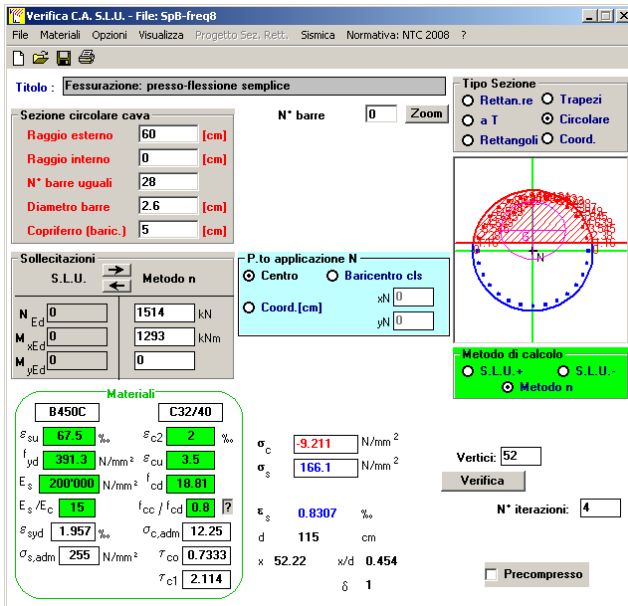 Verifica C.A. S.L.U. - File: SpB-freq8
File Materiali Opzioni Visualizza Progetto Sez. Rett. Sismica Normativa: NTC 2008 ?
Titolo : Fessurazione: presso-flessione semplice
Tipo Sezione
Rettan.re Trapezi
a T Circolare
Rettangoli Coord.
Sezione circolare cava
Raggio esterno 60 [cm]
Raggio interno 0 [cm]
N° barre uguali 28
Diametro barre 2.6 [cm]
Copriferro (baric.) 5 [cm]
N° barre 0 Zoom
N
Sollecitazioni
S.L.U. Metodo n
N Ed 0 1514 kN
M xEd 0 1293 kNm
M yEd 0 0
P.to applicazione N
Centro Baricentro cls
Coord.[cm] xN 0
yN 0
Metodo di calcolo
S.L.U.+ S.L.U.-
Metodo n
Materiali
B450C C32/40
εsu 67.5 ‰ εc2 2 ‰
fyd 391.3 N/mm² εcu 3.5
Es 200'000 N/mm² fcd 18.81
Es/Ec 15 fcc / fcd 0.8 ?
εsyd 1.957 ‰ σc,adm 12.25
σs,adm 255 N/mm² τco 0.7333
τc1 2.114
σc -9.211 N/mm²
σs 166.1 N/mm²
εs 0.8307 ‰
d 115 cm
x 52.22 x/d 0.454
δ 1
Vertici: 52
Verifica
N° iterazioni: 4
Precompresso